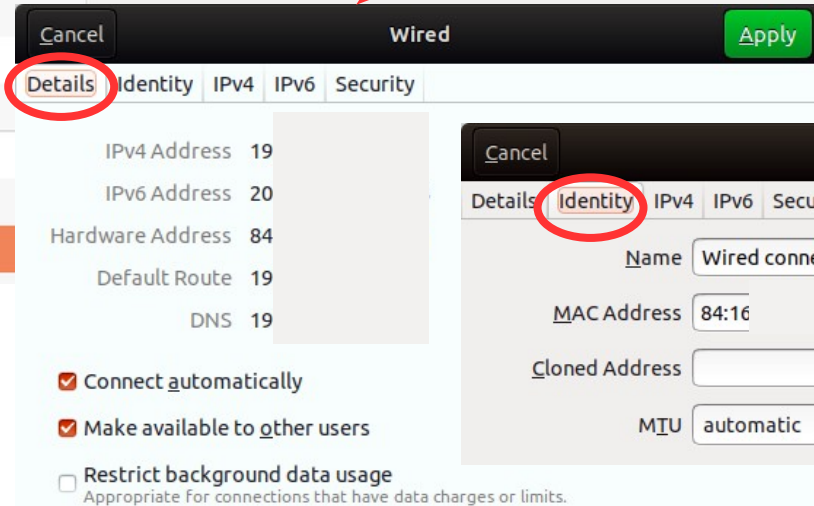 Cancel Wired Apply
Details Identity IPv4 IPv6 Security
IPv4 Address 19
IPv6 Address 20
Hardware Address 84
Default Route 19
DNS 19
Connect automatically
Make available to other users
Restrict background data usage
Appropriate for connections that have data charges or limits.
Cancel
Details Identity IPv4 IPv6 Secu
Name Wired conne
MAC Address 84:16
Cloned Address
MTU automatic